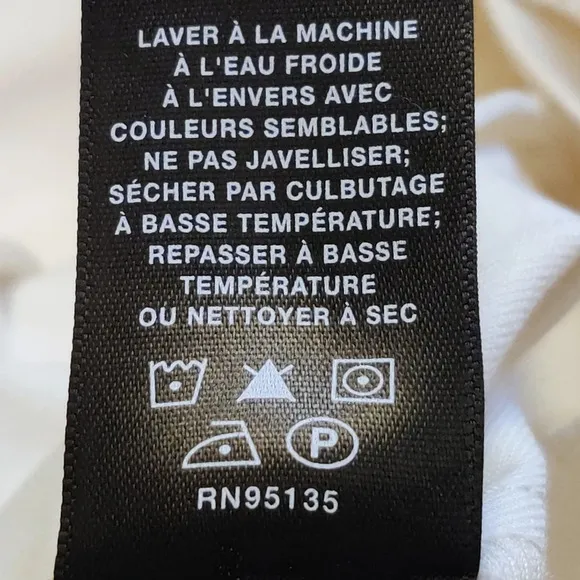 LAVER À LA MACHINE
À L'EAU FROIDE
À L'ENVERS AVEC
COULEURS SEMBLABLES;
NE PAS JAVELLISER;
SÉCHER PAR CULBUTAGE
À BASSE TEMPÉRATURE;
REPASSER À BASSE
TEMPÉRATURE
OU NETTOYER À SEC
P
RN95135